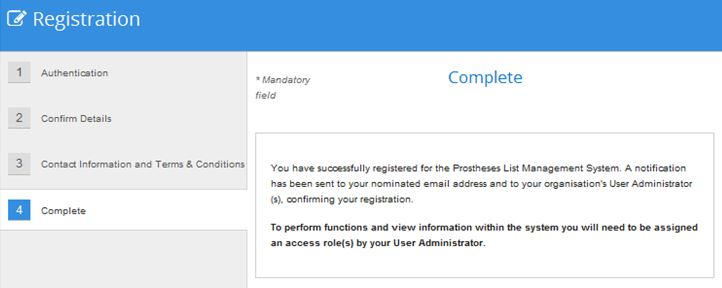 Registration
1 Authentication
2 Confirm Details
3 Contact Information and Terms & Conditions
4 Complete
* Mandatory
field
Complete
You have successfully registered for the Prostheses List Management System. A notification
has been sent to your nominated email address and to your organisation's User Administrator
(s), confirming your registration.
To perform functions and view information within the system you will need to be assigned
an access role(s) by your User Administrator.